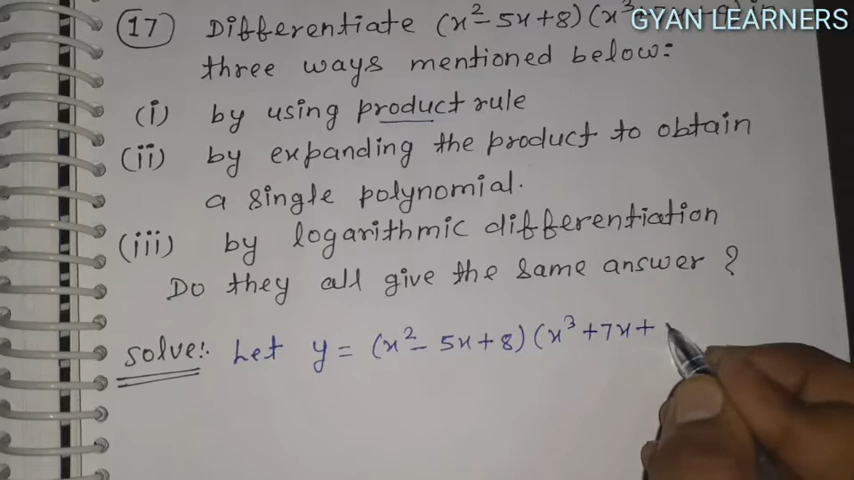 GYAN LEARNERS
(17) Differentiate (x² - 5x + 8) (x³
three ways mentioned below:
(i) by using product rule
(ii) by expanding the product to obtain
a single polynomial.
(iii) by logarithmic differentiation
Do they all give the same answer ?
Solve:. Let y = (x² - 5x + 8) (x³ + 7x +